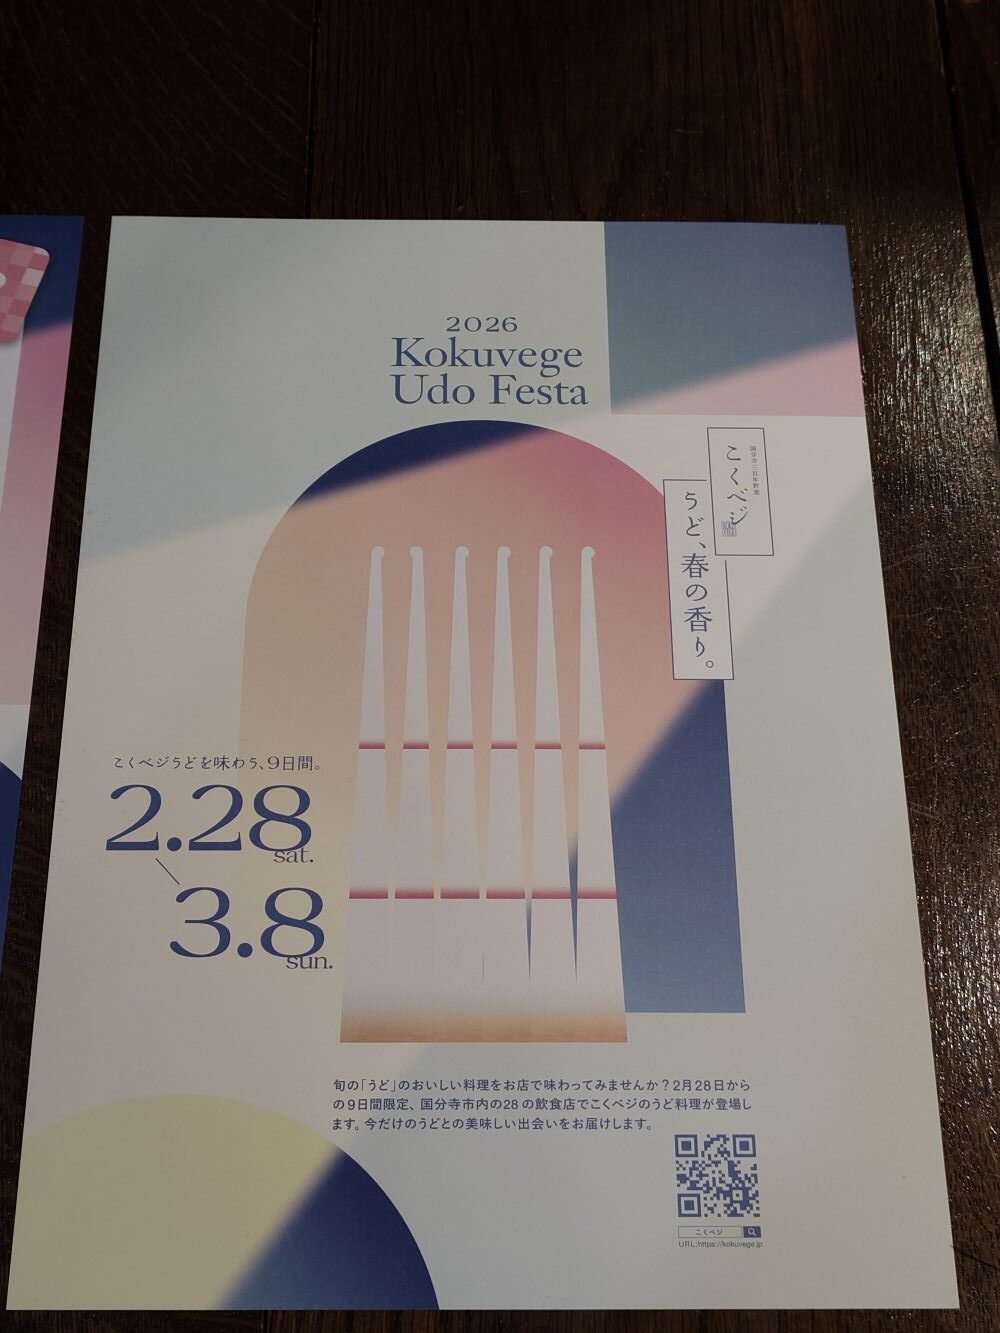 2026
Kokuvege
Udo Festa
国分寺三百年野菜
こくベジ
うど、春の香り。
こくベジうどを味わう、9日間。
2.28
sat.
3.8
sun.
旬の「うど」のおいしい料理をお店で味わってみませんか？2月28日から
の9日間限定、国分寺市内の28の飲食店でこくベジのうど料理が登場し
ます。今だけのうどとの美味しい出会いをお届けします。
こくベジ
URL:https://kokuvege.jp